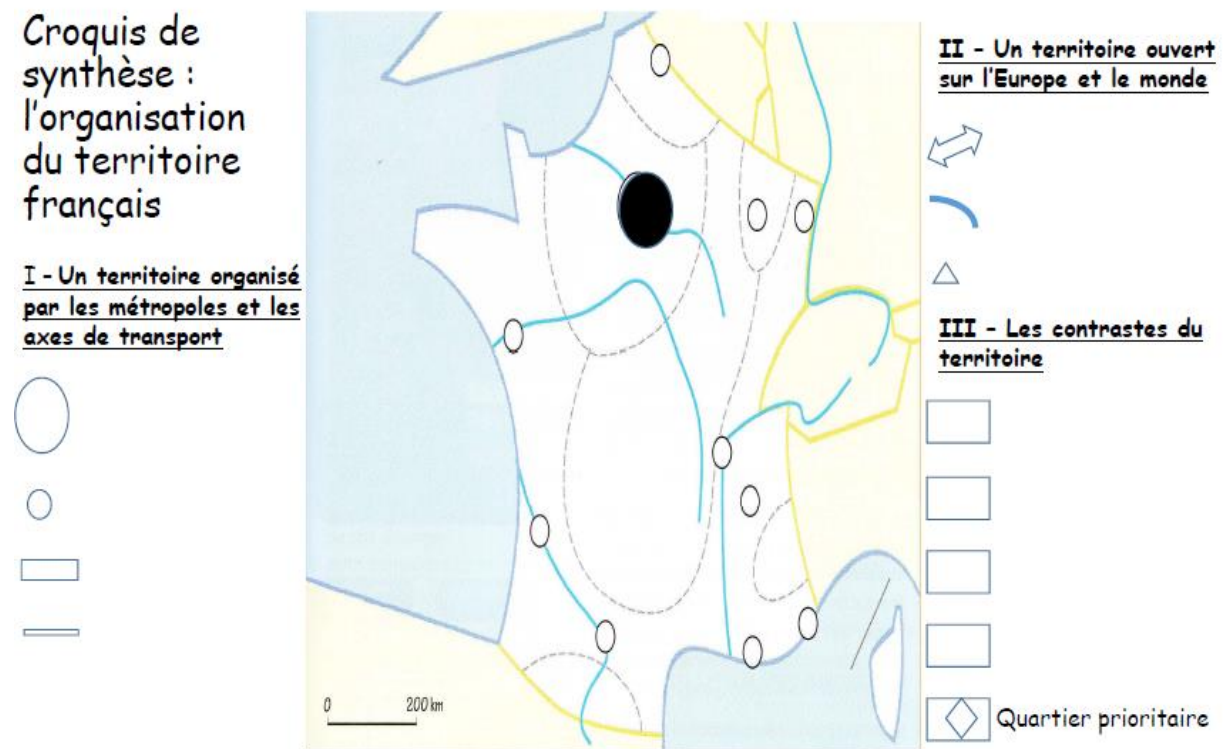 Croquis de
synthèse :
l'organisation
du territoire
français
I - Un territoire organisé
par les métropoles et les
axes de transport
0 200 km
II - Un territoire ouvert
sur l'Europe et le monde
III - Les contrastes du
territoire
Quartier prioritaire